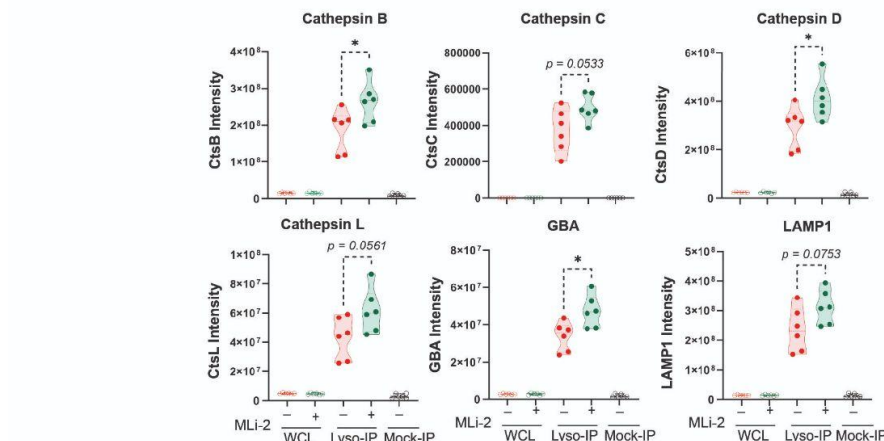 Cathepsin B
CtsB Intensity
4×10⁸
3×10⁸
2×10⁸
1×10⁸
0
*
Cathepsin C
CtsC Intensity
800000
600000
400000
200000
0
p = 0.0533
Cathepsin D
CtsD Intensity
6×10⁸
4×10⁸
2×10⁸
0
*
Cathepsin L
CtsL Intensity
1×10⁸
8×10⁷
6×10⁷
4×10⁷
2×10⁷
0
p = 0.0561
MLi-2 – + – + –
WCL Lyso-IP Mock-IP
GBA
GBA Intensity
8×10⁷
6×10⁷
4×10⁷
2×10⁷
0
*
MLi-2 – + – + –
WCL Lyso-IP Mock-IP
LAMP1
LAMP1 Intensity
5×10⁸
4×10⁸
3×10⁸
2×10⁸
1×10⁸
0
p = 0.0753
MLi-2 – + – + –
WCL Lyso-IP Mock-IP